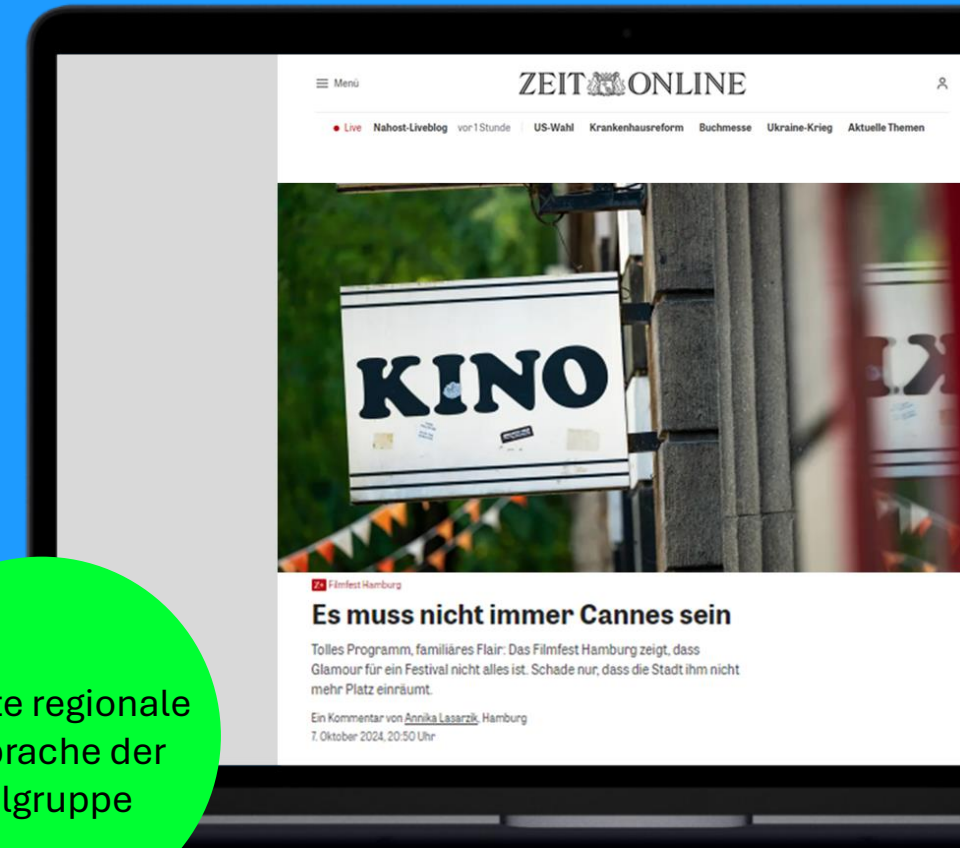 Menü
ZEIT ONLINE
Live Nahost-Liveblog vor 1 Stunde US-Wahl Krankenhausreform Buchmesse Ukraine-Krieg Aktuelle Themen
KINO
Z+ Filmfest Hamburg
Es muss nicht immer Cannes sein
Tolles Programm, familiäres Flair: Das Filmfest Hamburg zeigt, dass
Glamour für ein Festival nicht alles ist. Schade nur, dass die Stadt ihm nicht
mehr Platz einräumt.
Ein Kommentar von Annika Lasarzik, Hamburg
7. Oktober 2024, 20:50 Uhr
te regionale
prache der
lgruppe